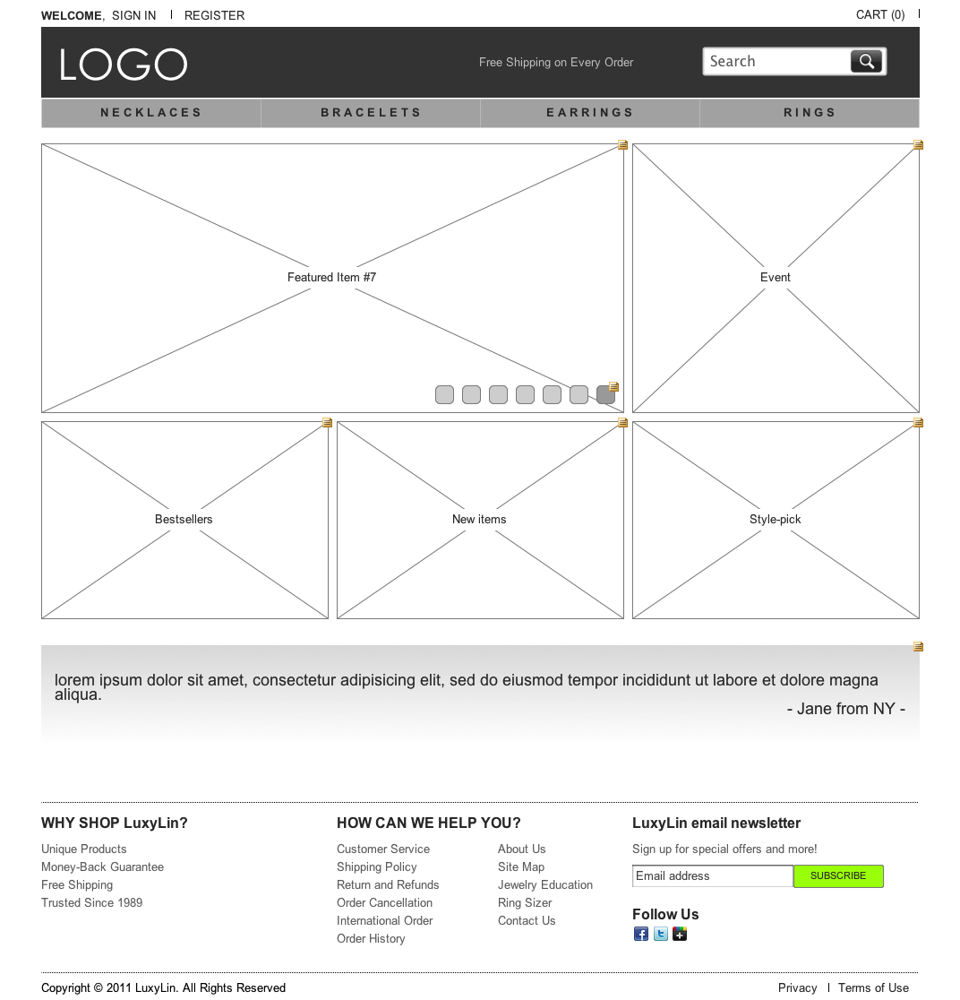 WELCOME, SIGN IN | REGISTER CART (0) |
LOGO Free Shipping on Every Order Search
NECKLACES BRACELETS EARRINGS RINGS
Featured Item #7 Event
Bestsellers New items Style-pick
lorem ipsum dolor sit amet, consectetur adipisicing elit, sed do eiusmod tempor incididunt ut labore et dolore magna
aliqua.
- Jane from NY -
WHY SHOP LuxyLin?
Unique Products
Money-Back Guarantee
Free Shipping
Trusted Since 1989
HOW CAN WE HELP YOU?
Customer Service
Shipping Policy
Return and Refunds
Order Cancellation
International Order
Order History
About Us
Site Map
Jewelry Education
Ring Sizer
Contact Us
LuxyLin email newsletter
Sign up for special offers and more!
Email address SUBSCRIBE
Follow Us
Copyright © 2011 LuxyLin. All Rights Reserved Privacy | Terms of Use